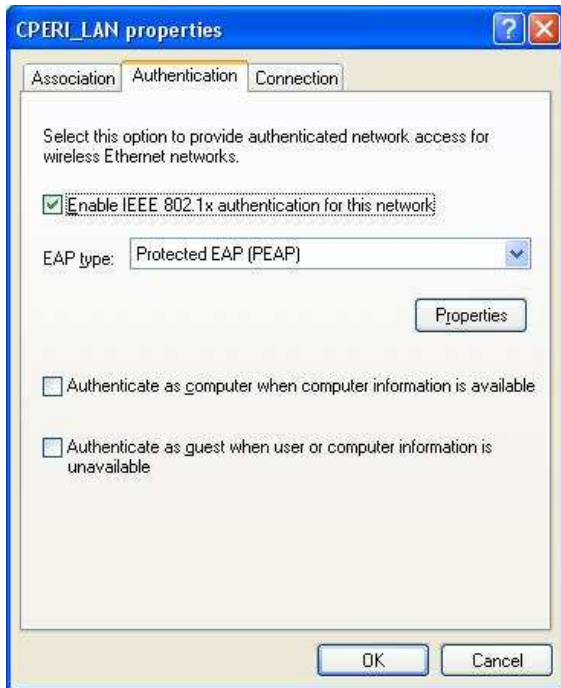 CPERI_LAN properties
Association
Authentication
Connection
Select this option to provide authenticated network access for
wireless Ethernet networks.
Enable IEEE 802.1x authentication for this network
EAP type:
Protected EAP (PEAP)
Properties
Authenticate as computer when computer information is available
Authenticate as guest when user or computer information is
unavailable
OK
Cancel